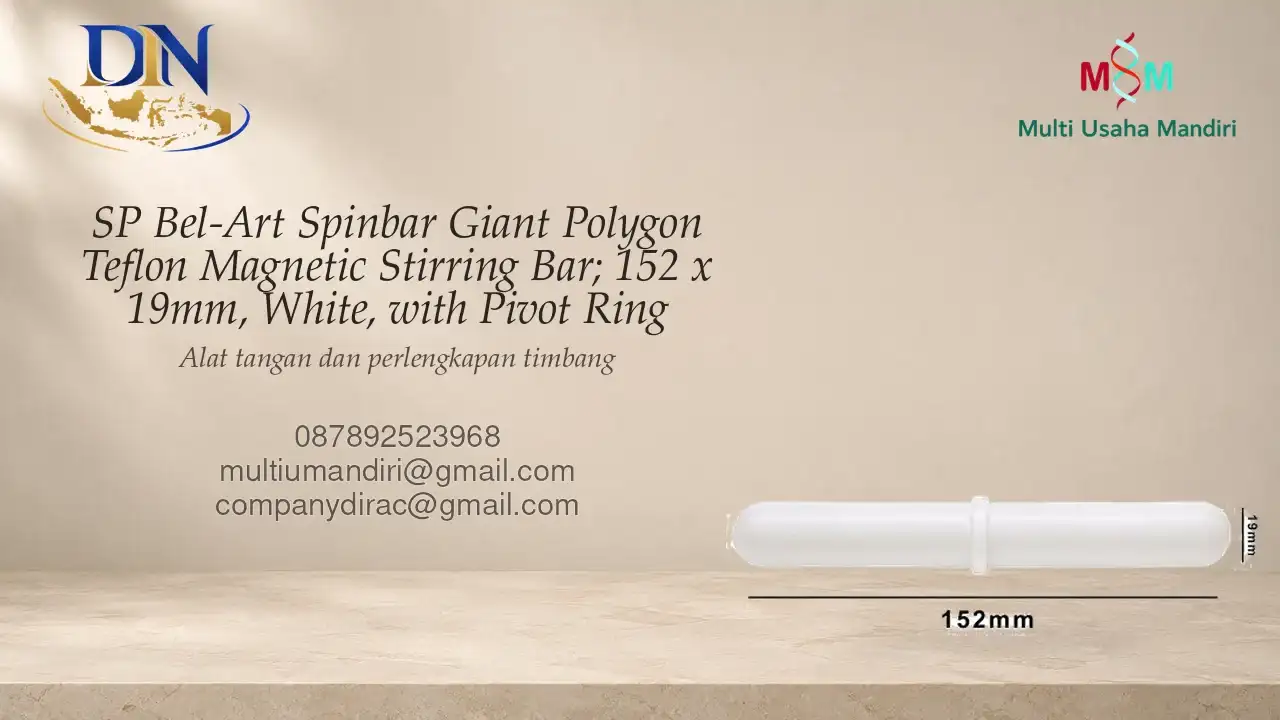 DIN
M M
Multi Usaha Mandiri
SP Bel-Art Spinbar Giant Polygon
Teflon Magnetic Stirring Bar; 152 x
19mm, White, with Pivot Ring
Alat tangan dan perlengkapan timbang
087892523968
multiumandiri@gmail.com
companydirac@gmail.com
19mm
152mm